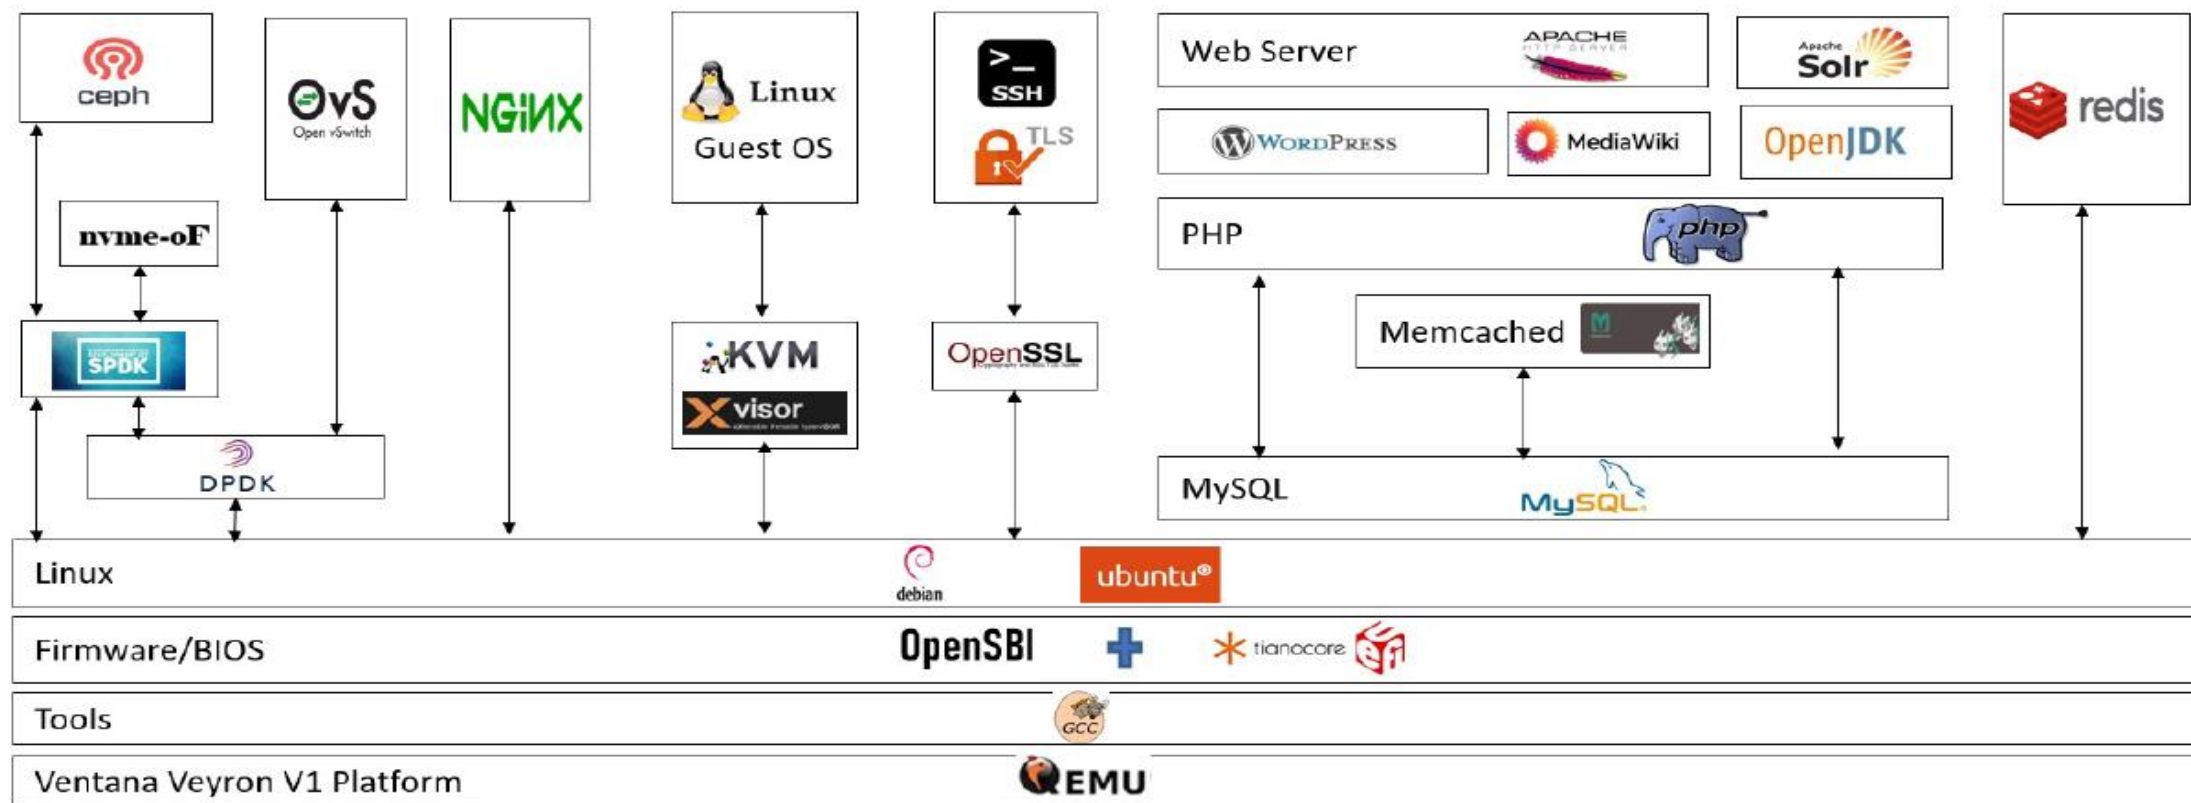 ceph
OvS
Open vSwitch
NGiNX
Linux
Guest OS
>_
SSH
TLS
Web Server
APACHE
HTTP SERVER
Apache
Solr
redis
WORDPRESS
MediaWiki
OpenJDK
nvme-oF
PHP
php
SPDK
KVM
Xvisor
OpenSSL
Memcached
M
DPDK
MySQL
MySQL
Linux
debian
ubuntu
Firmware/BIOS
OpenSBI
tianocore
uefi
Tools
GCC
Ventana Veyron V1 Platform
QEMU